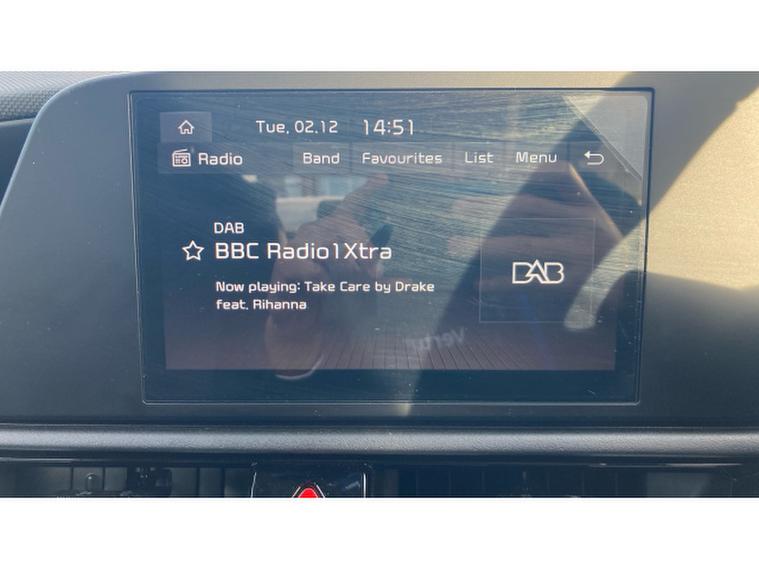 Tue, 02.12 14:51
Radio Band Favourites List Menu
DAB
BBC Radio1Xtra
DAB
Now playing: Take Care by Drake
feat. Rihanna